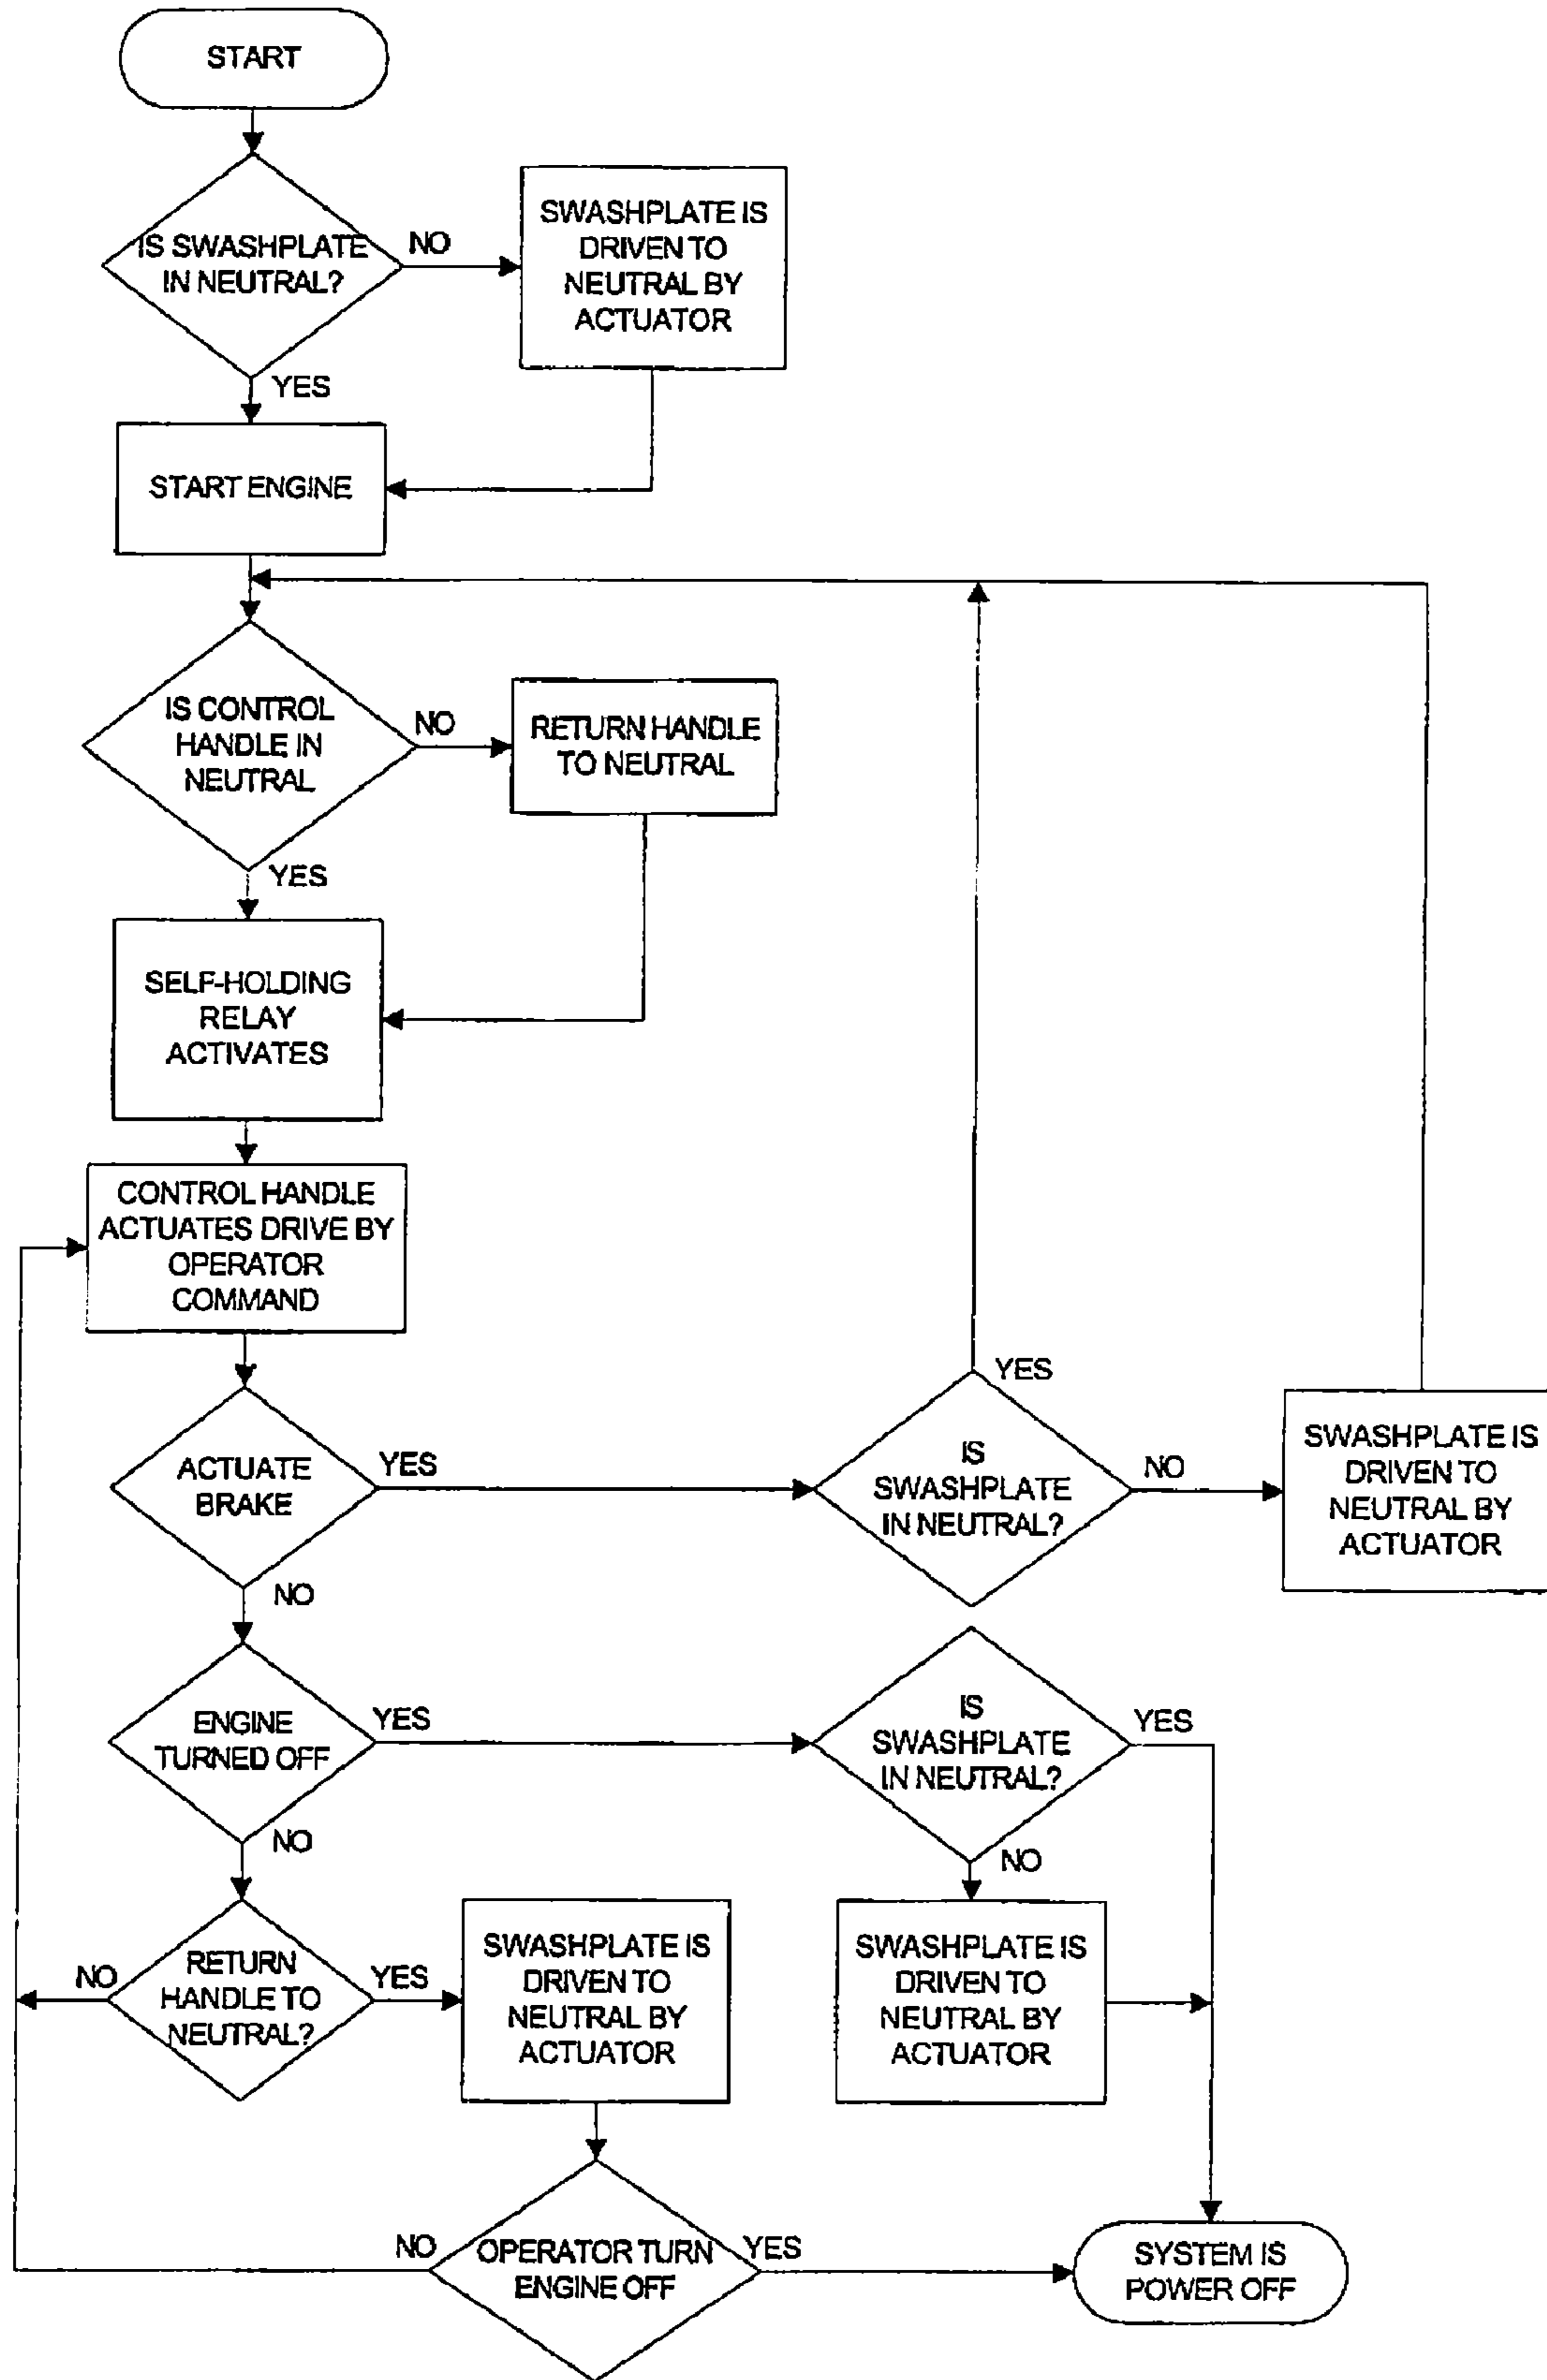 START
IS SWASHPLATE
IN NEUTRAL?
NO
SWASHPLATE IS
DRIVEN TO
NEUTRAL BY
ACTUATOR
YES
START ENGINE
IS CONTROL
HANDLE IN
NEUTRAL
NO
RETURN HANDLE
TO NEUTRAL
YES
SELF-HOLDING
RELAY
ACTIVATES
CONTROL HANDLE
ACTUATES DRIVE BY
OPERATOR
COMMAND
ACTUATE
BRAKE
YES
IS
SWASHPLATE
IN NEUTRAL?
YES
NO
SWASHPLATE IS
DRIVEN TO
NEUTRAL BY
ACTUATOR
NO
ENGINE
TURNED OFF
YES
IS
SWASHPLATE
IN NEUTRAL?
YES
NO
NO
RETURN
HANDLE TO
NEUTRAL?
NO
YES
SWASHPLATE IS
DRIVEN TO
NEUTRAL BY
ACTUATOR
SWASHPLATE IS
DRIVEN TO
NEUTRAL BY
ACTUATOR
NO
OPERATOR TURN
ENGINE OFF
YES
SYSTEM IS
POWER OFF